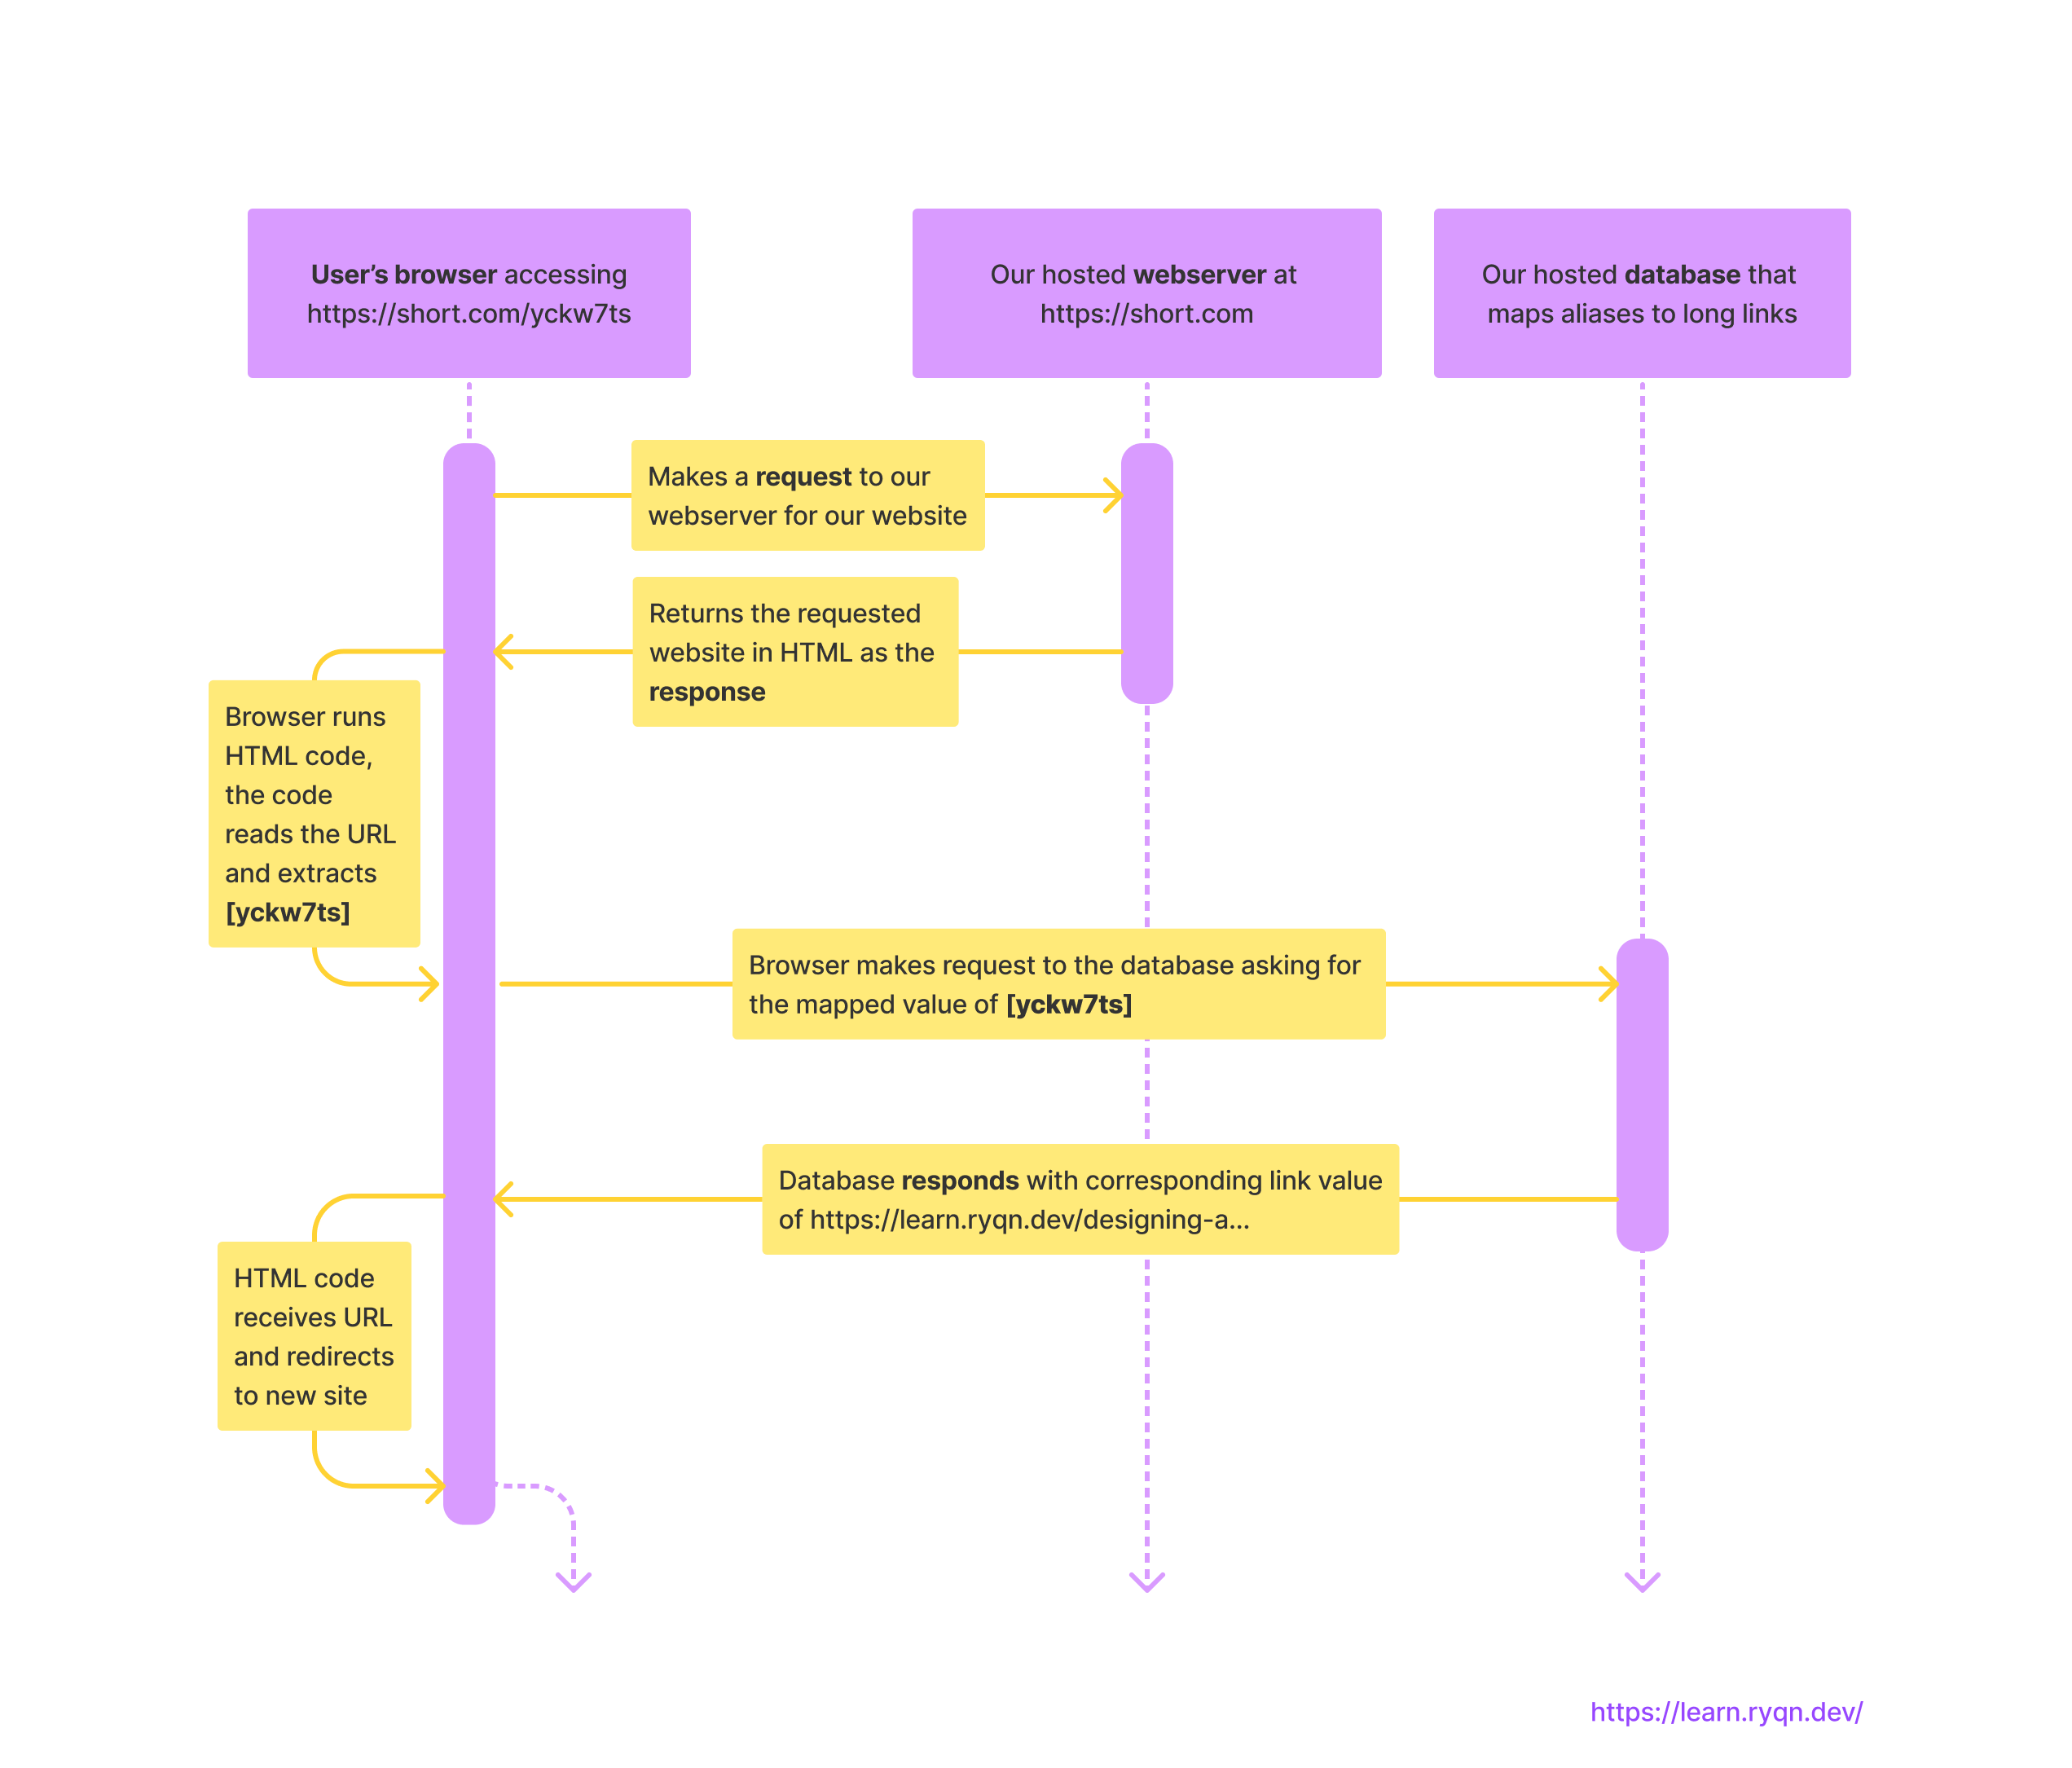 User’s browser accessing
https://short.com/yckw7ts
Our hosted webserver at
https://short.com
Our hosted database that
maps aliases to long links
Makes a request to our
webserver for our website
Returns the requested
website in HTML as the
response
Browser runs
HTML code,
the code
reads the URL
and extracts
[yckw7ts]
Browser makes request to the database asking for
the mapped value of [yckw7ts]
Database responds with corresponding link value
of https://learn.ryqn.dev/designing-a...
HTML code
receives URL
and redirects
to new site
https://learn.ryqn.dev/